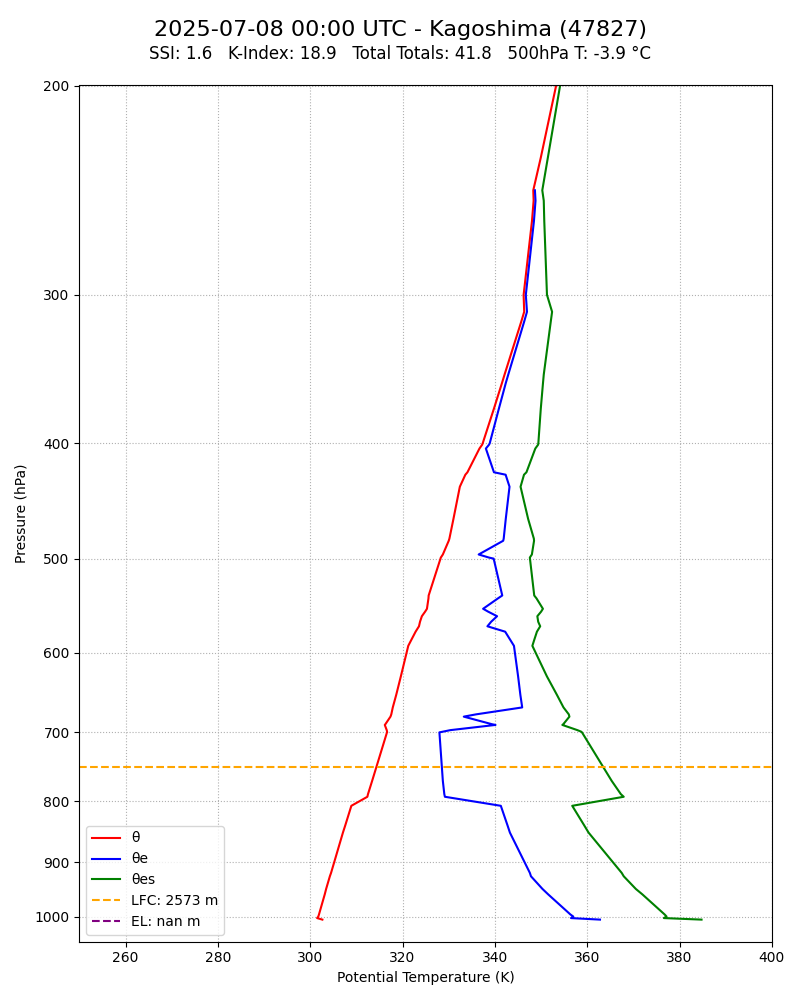 2025-07-08 00:00 UTC - Kagoshima (47827)
SSI: 1.6   K-Index: 18.9   Total Totals: 41.8   500hPa T: -3.9 °C
200
300
400
500
600
700
800
900
1000
Pressure (hPa)
θ
θe
θes
LFC: 2573 m
EL: nan m
260 280 300 320 340 360 380 400
Potential Temperature (K)